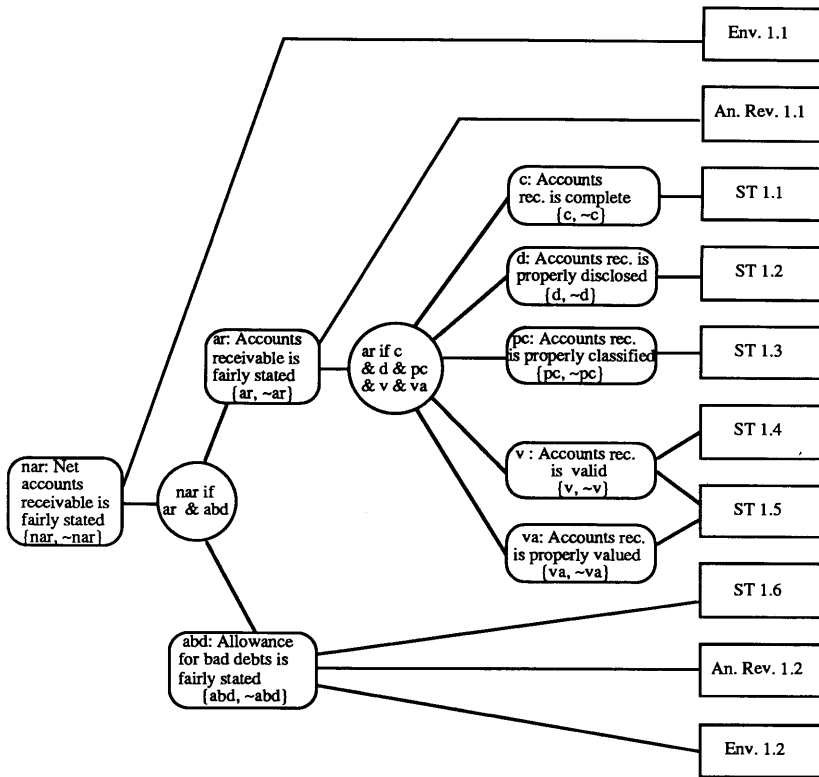 Env. 1.1
An. Rev. 1.1
c: Accounts
rec. is complete
{c, ~c}
ST 1.1
d: Accounts rec. is
properly disclosed
{d, ~d}
ST 1.2
ar: Accounts
receivable is
fairly stated
{ar, ~ar}
ar if c
& d & pc
& v & va
pc: Accounts rec.
is properly classified
{pc, ~pc}
ST 1.3
v : Accounts rec.
is valid
{v, ~v}
ST 1.4
nar: Net
accounts
receivable is
fairly stated
{nar, ~nar}
nar if
ar & abd
va: Accounts rec.
is properly valued
{va, ~va}
ST 1.5
ST 1.6
abd: Allowance
for bad debts is
fairly stated
{abd, ~abd}
An. Rev. 1.2
Env. 1.2